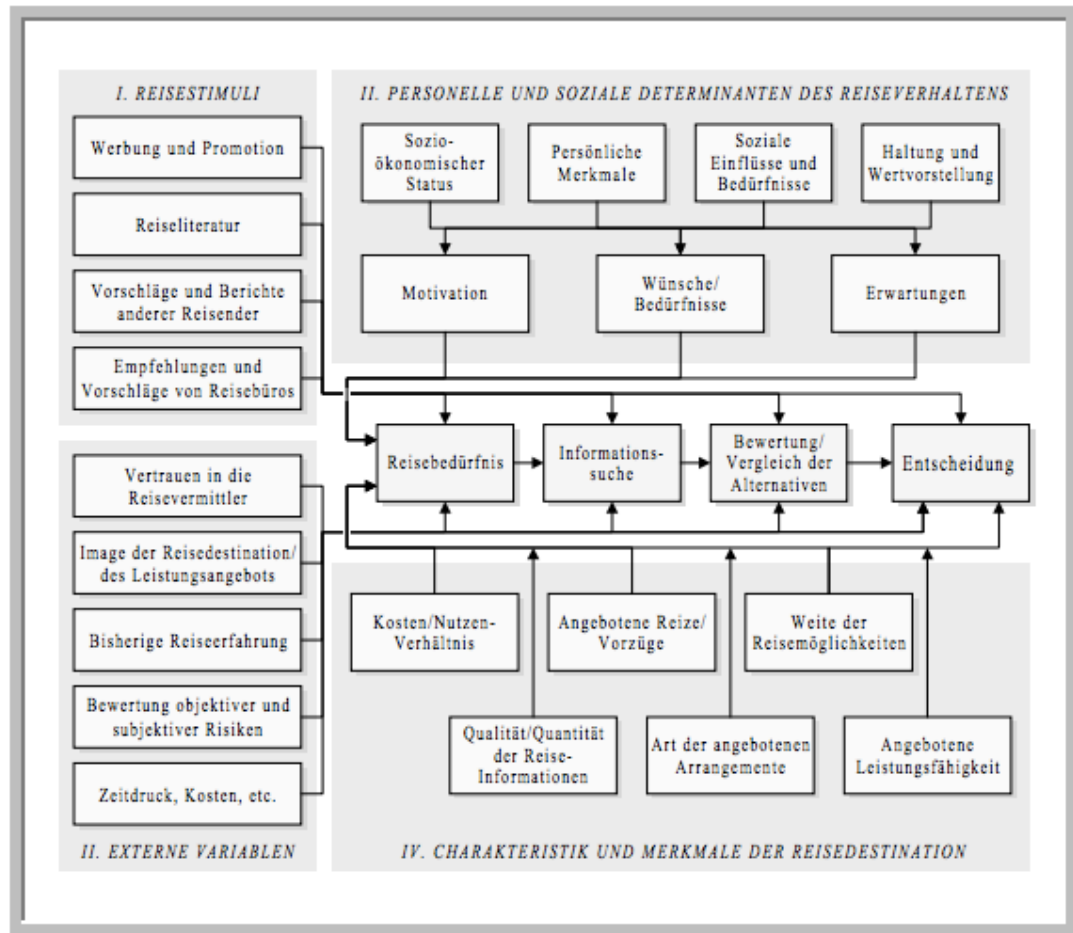 I. REISESTIMULI
Werbung und Promotion
Reiseliteratur
Vorschläge und Berichte
anderer Reisender
Empfehlungen und
Vorschläge von Reisebüros
II. PERSONELLE UND SOZIALE DETERMINANTEN DES REISEVERHALTENS
Sozio-
ökonomischer
Status
Persönliche
Merkmale
Soziale
Einflüsse und
Bedürfnisse
Haltung und
Wertvorstellung
Motivation
Wünsche/
Bedürfnisse
Erwartungen
Reisebedürfnis
Informations-
suche
Bewertung/
Vergleich der
Alternativen
Entscheidung
Vertrauen in die
Reisevermittler
Image der Reisedestination/
des Leistungsangebots
Bisherige Reiseerfahrung
Bewertung objektiver und
subjektiver Risiken
Zeitdruck, Kosten, etc.
II. EXTERNE VARIABLEN
Kosten/Nutzen-
Verhältnis
Angebotene Reize/
Vorzüge
Weite der
Reisemöglichkeiten
Qualität/Quantität
der Reise-
Informationen
Art der angebotenen
Arrangemente
Angebotene
Leistungsfähigkeit
IV. CHARAKTERISTIK UND MERKMALE DER REISEDESTINATION